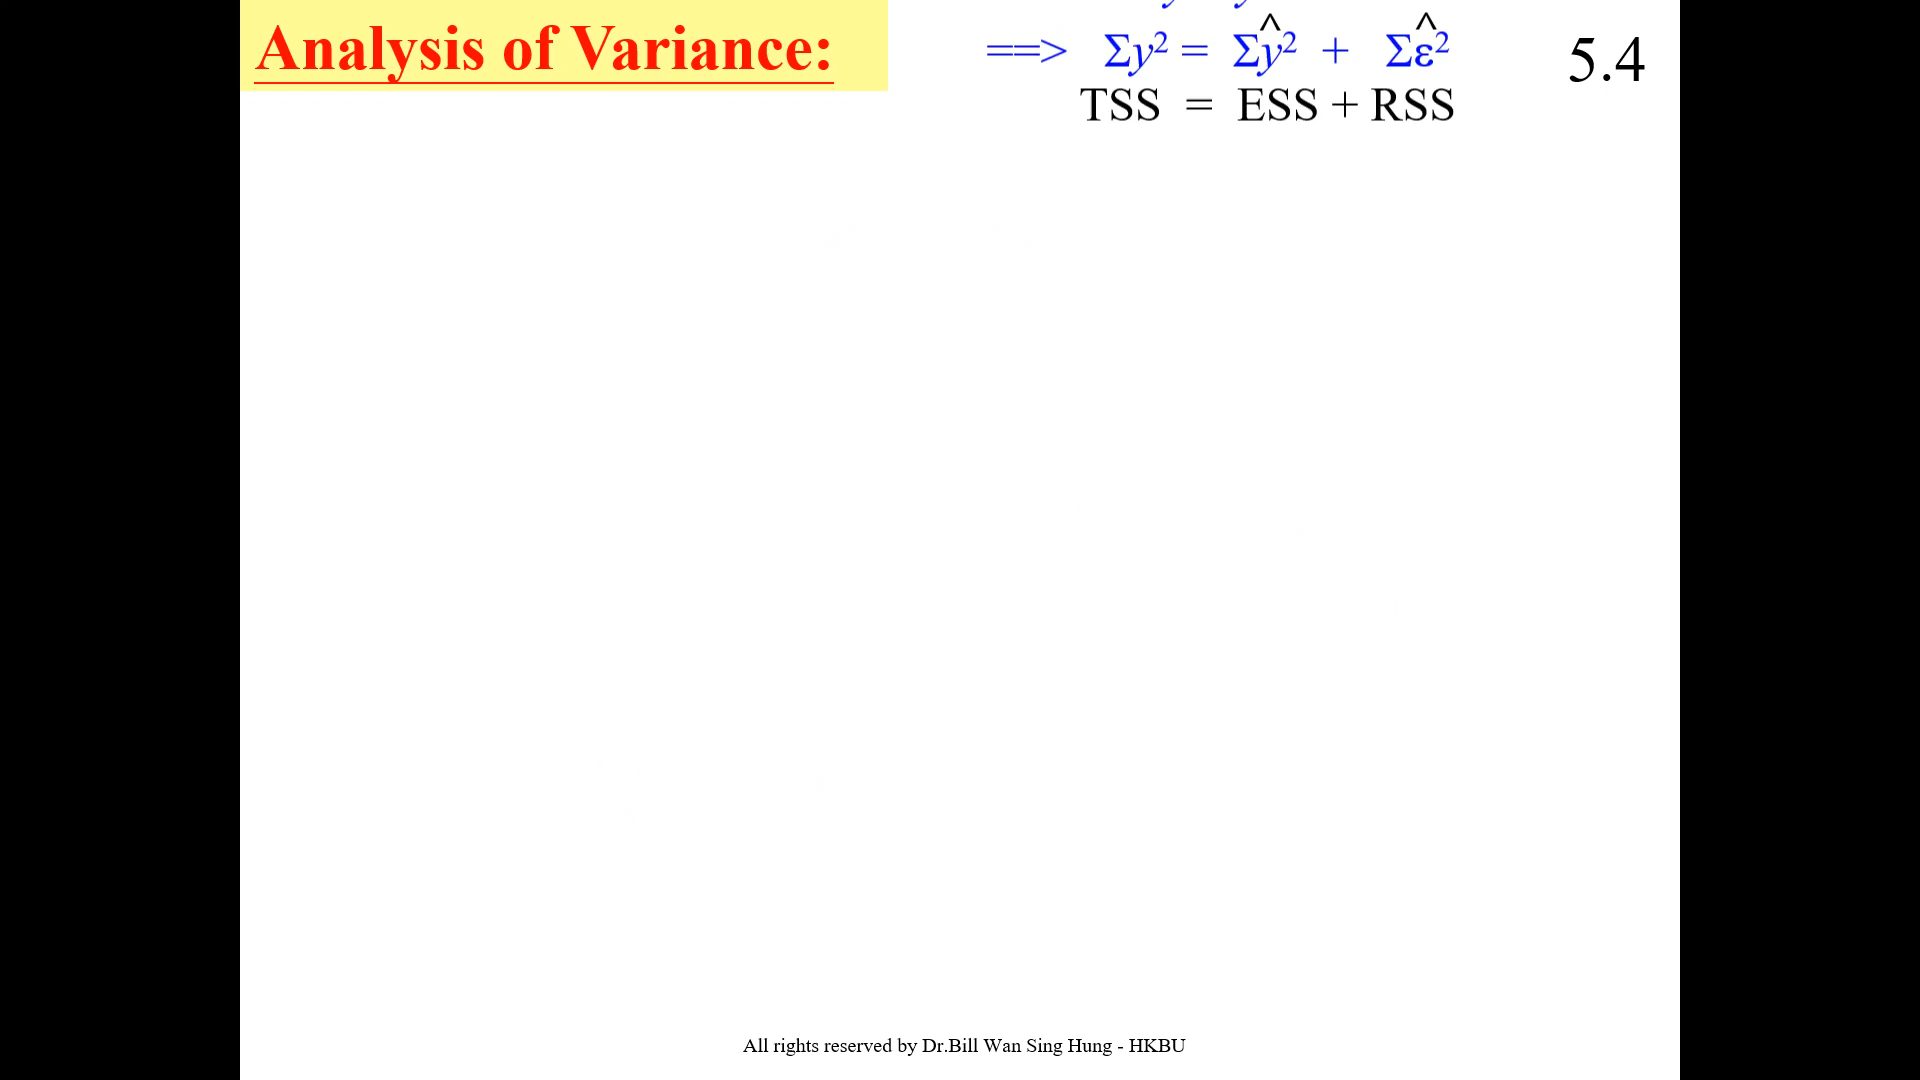 Analysis of Variance:
==> Σy² = Σŷ² + Σε̂²
5.4
TSS = ESS + RSS
All rights reserved by Dr.Bill Wan Sing Hung - HKBU